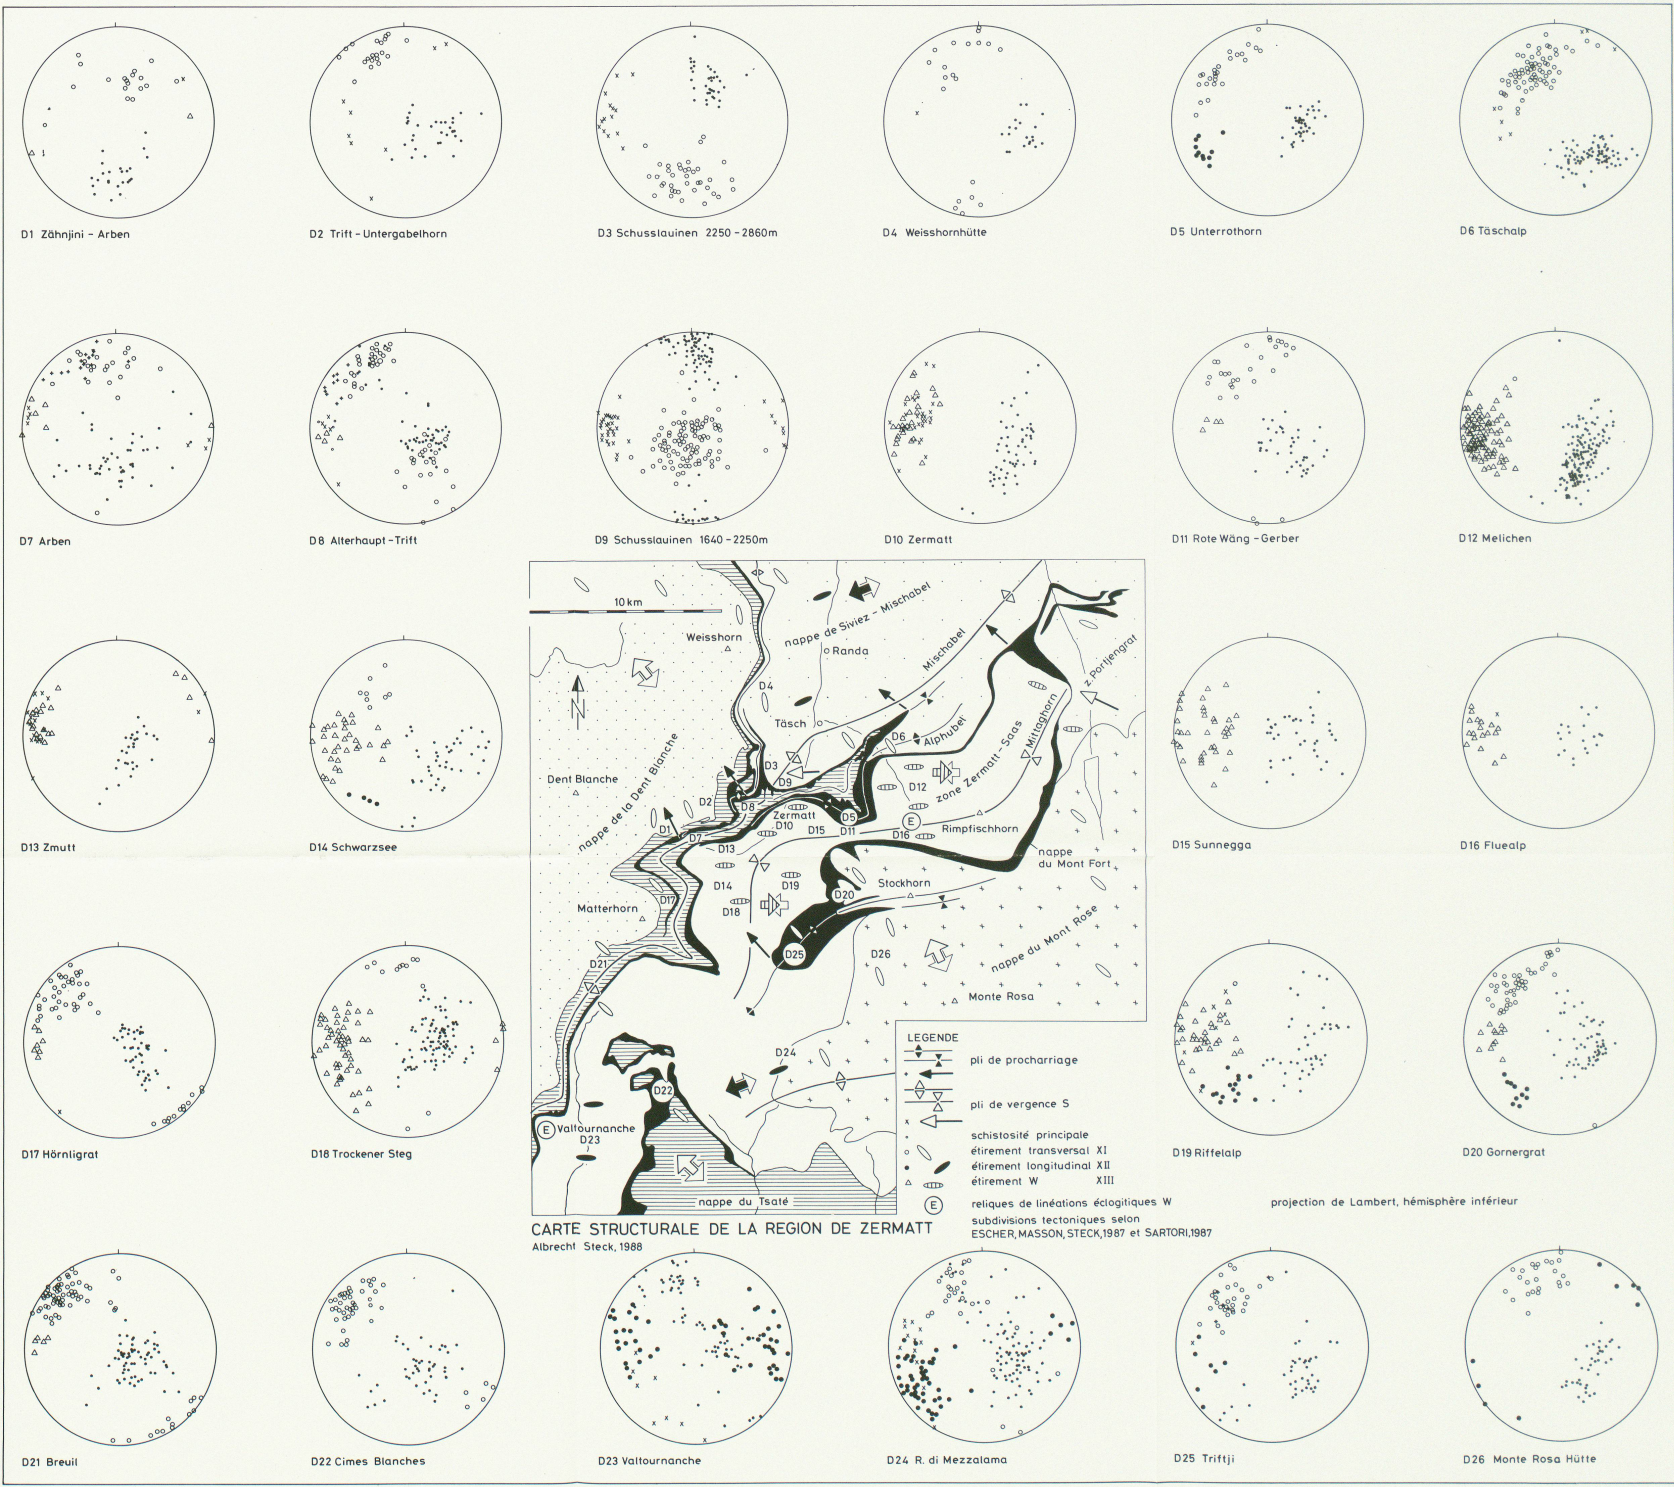 D1 Zähnjini - Arben
D2 Trift - Untergabelhorn
D3 Schusslauinen 2250 - 2860m
D4 Weisshornhütte
D5 Unterrothorn
D6 Täschalp
D7 Arben
D8 Alterhaupt - Trift
D9 Schusslauinen 1640 - 2250m
D10 Zermatt
D11 Rote Wäng - Gerber
D12 Melichen
D13 Zmutt
D14 Schwarzsee
D15 Sunnegga
D16 Fluealp
D17 Hörnligrat
D18 Trockener Steg
D19 Riffelalp
D20 Gornergrat
D21 Breuil
D22 Cimes Blanches
D23 Valtournanche
D24 R. di Mezzalama
D25 Triftji
D26 Monte Rosa Hütte
10 km
N
Weisshorn
nappe de Siviez - Mischabel
Randa
Mischabel
z. Portjengrat
D4
Täsch
D6
Alphubel
Mittaghorn
zone Zermatt - Saas
Dent Blanche
nappe de la Dent Blanche
D3
D9
D2
D8
D12
Zermatt
D10
D15
D5
D11
E
D16
Rimpfischhorn
D1
D7
D13
nappe
du Mont Fort
D14
D19
D20
Stockhorn
D17
D18
Matterhorn
D25
D26
nappe du Mont Rose
D21
Monte Rosa
D24
D22
E Valtournanche
D23
nappe du Tsaté
LEGENDE
pli de procharriage
pli de vergence S
schistosité principale
étirement transversal XI
étirement longitudinal XII
étirement W XIII
E reliques de linéations éclogitiques W
subdivisions tectoniques selon
ESCHER, MASSON, STECK, 1987 et SARTORI, 1987
projection de Lambert, hémisphère inférieur
CARTE STRUCTURALE DE LA REGION DE ZERMATT
Albrecht Steck, 1988